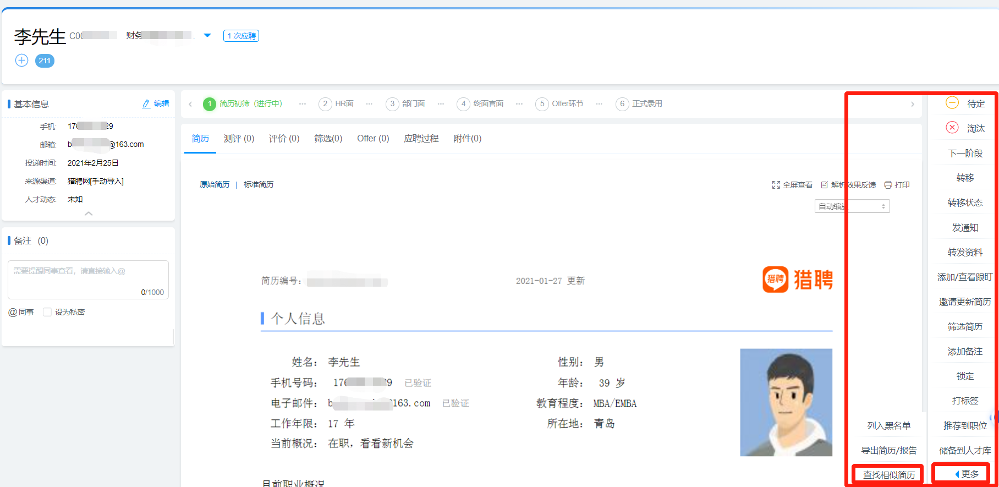 李先生 C00 财务 1 次应聘
211
基本信息 编辑
手机: 17 29
邮箱: b @163.com
投递时间: 2021年2月25日
来源渠道: 猎聘网[手动导入]
人才动态: 未知
备注 (0)
需要提醒同事查看，请直接输入@
0/1000
@同事 设为私密
1 简历初筛（进行中） ··· 2 HR面 ··· 3 部门面 ··· 4 终面官面 ··· 5 Offer环节 ··· 6 正式录用
简历 测评 (0) 评价 (0) 筛选(0) Offer (0) 应聘过程 附件(0)
原始简历 | 标准简历
全屏查看 解析效果反馈 打印
自动缩放
简历编号: 2021-01-27 更新
猎聘 猎聘
个人信息
姓名: 李先生 性别: 男
手机号码: 17 9 已验证 年龄: 39 岁
电子邮件: b 163.com 已验证 教育程度: MBA/EMBA
工作年限: 17 年 所在地: 青岛
当前概况: 在职，看看新机会
目前职业概况
待定
淘汰
下一阶段
转移
转移状态
发通知
转发资料
添加/查看跟盯
邀请更新简历
筛选简历
添加备注
锁定
打标签
列入黑名单 推荐到职位
导出简历/报告 储备到人才库
查找相似简历 更多